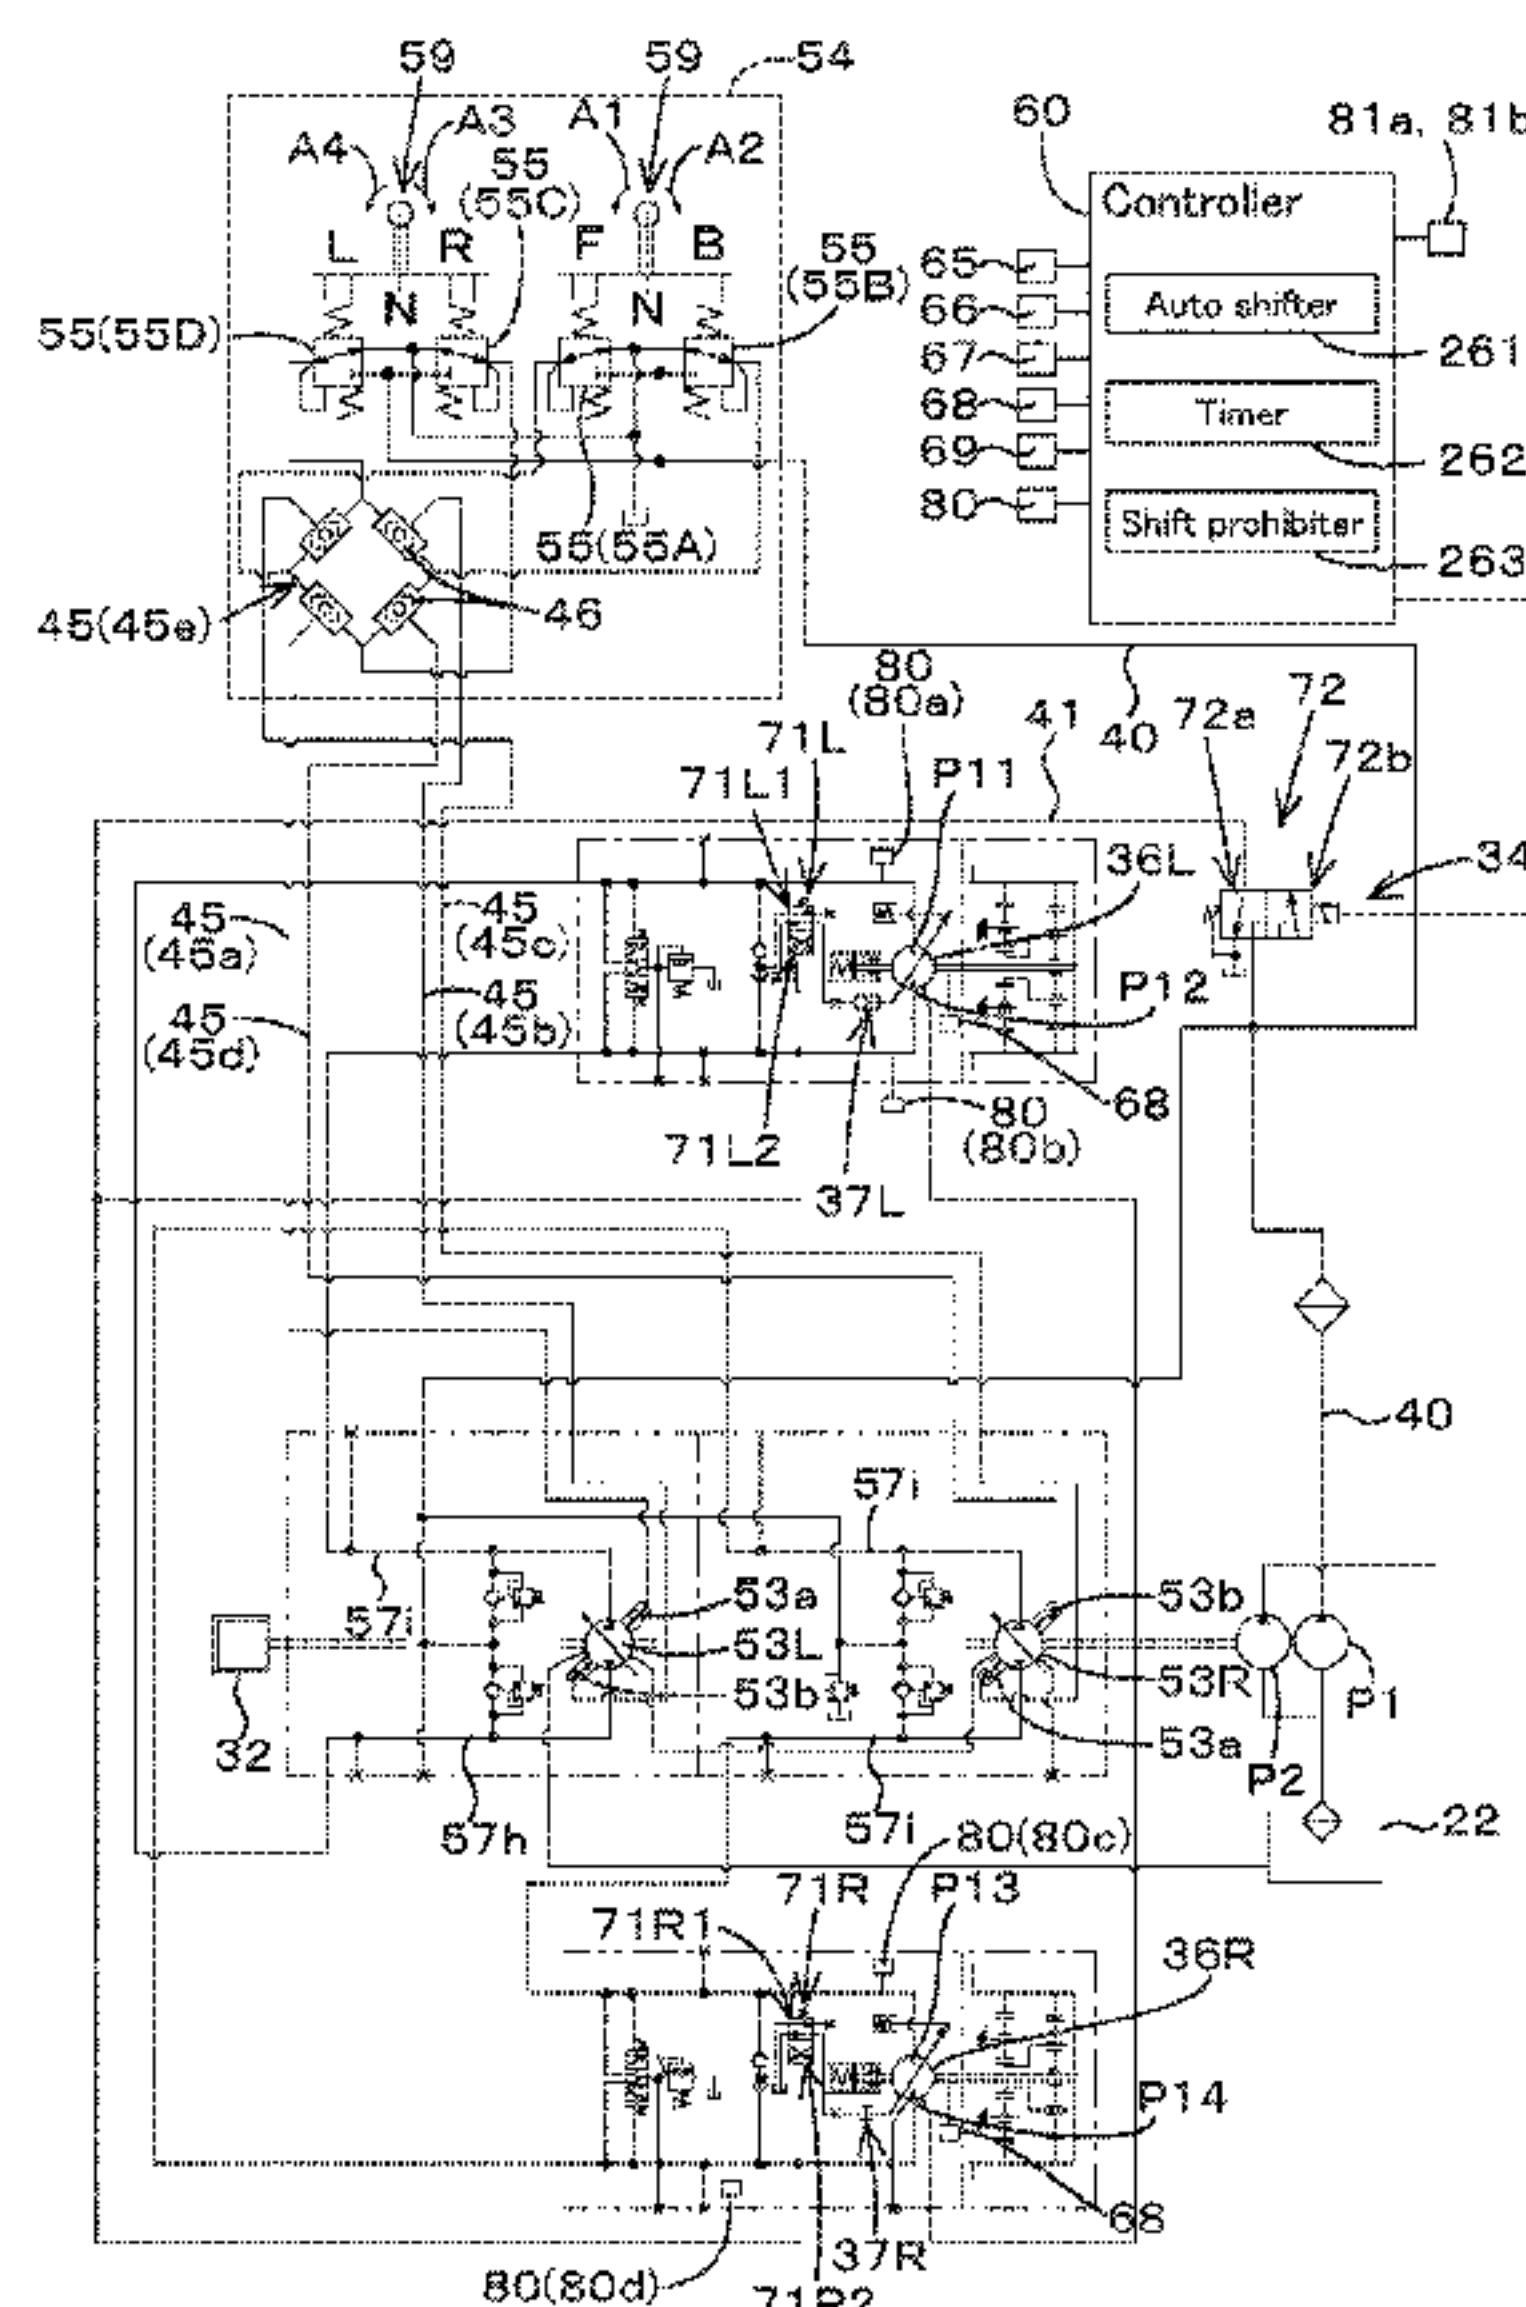 59
59
54
A4
A3
A1
A2
55
(55C)
L
R
F
B
N
N
55
(55B)
55(55D)
55(55A)
45(45e)
46
60
81a, 81b
Controller
65
66
67
68
69
80
Auto shifter
261
Timer
262
Shift prohibiter
263
80
(80a)
71L
71L1
P11
41
40
72a
72
72b
36L
34
45
(45a)
45
(45c)
45
(45b)
45
(45d)
P12
68
71L2
80
(80b)
37L
40
57i
57i
53a
53L
53b
53b
53R
53a
P1
P2
32
57h
57i
22
80(80c)
71R
P13
71R1
36R
P14
68
37R
80(80d)
71R2